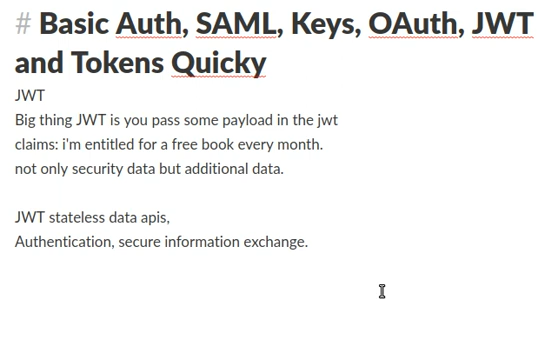 # Basic Auth, SAML, Keys, OAuth, JWT
and Tokens Quicky
JWT
Big thing JWT is you pass some payload in the jwt
claims: i'm entitled for a free book every month.
not only security data but additional data.
JWT stateless data apis,
Authentication, secure information exchange.